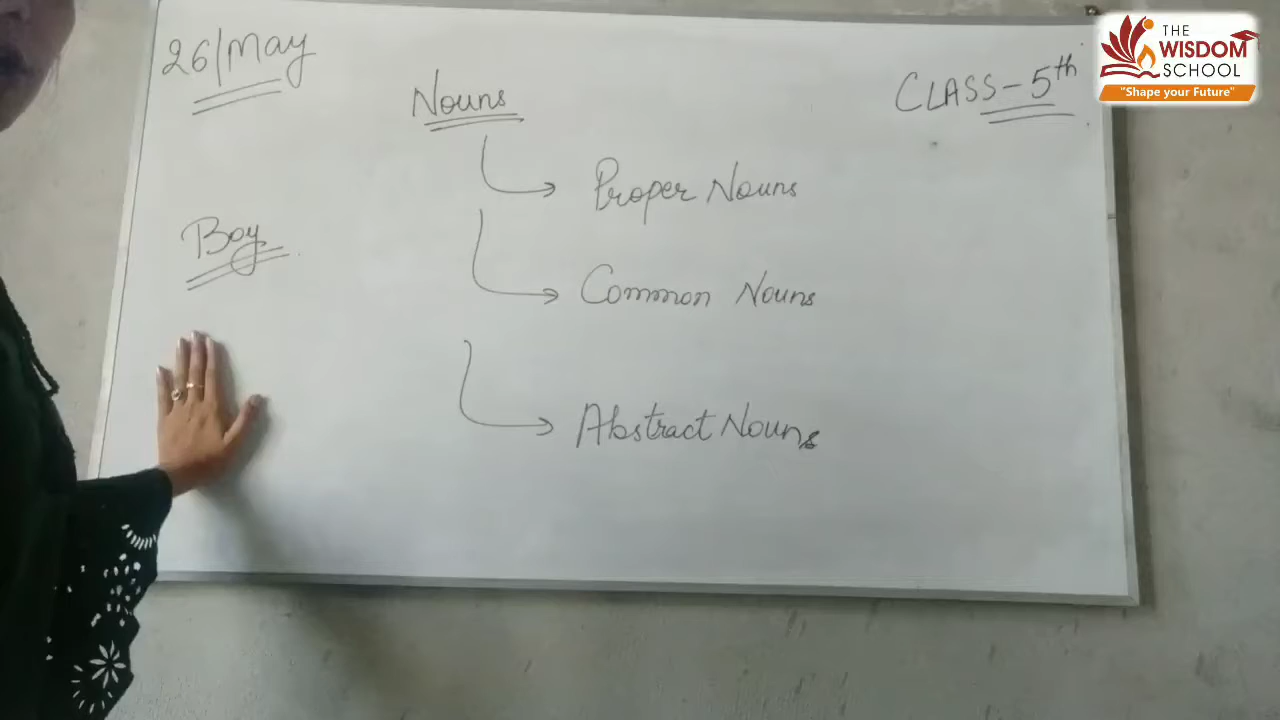 26/May
Nouns
CLASS-5th
Proper Nouns
Boy
Common Nouns
Abstract Nouns
THE
WISDOM
SCHOOL
"Shape your Future"